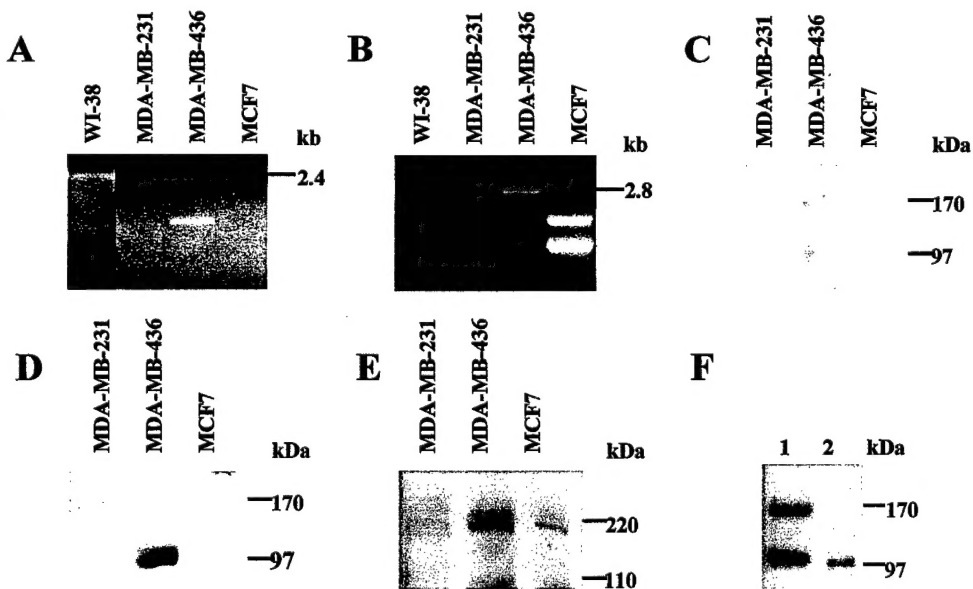 A
WI-38
MDA-MB-231
MDA-MB-436
MCF7
kb
2.4
B
WI-38
MDA-MB-231
MDA-MB-436
MCF7
kb
2.8
C
MDA-MB-231
MDA-MB-436
MCF7
kDa
170
97
D
MDA-MB-231
MDA-MB-436
MCF7
kDa
170
97
E
MDA-MB-231
MDA-MB-436
MCF7
kDa
220
110
F
1 2 kDa
170
97